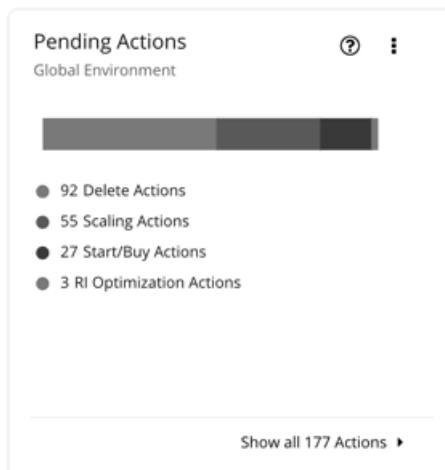 Pending Actions
Global Environment
92 Delete Actions
55 Scaling Actions
27 Start/Buy Actions
3 RI Optimization Actions
Show all 177 Actions